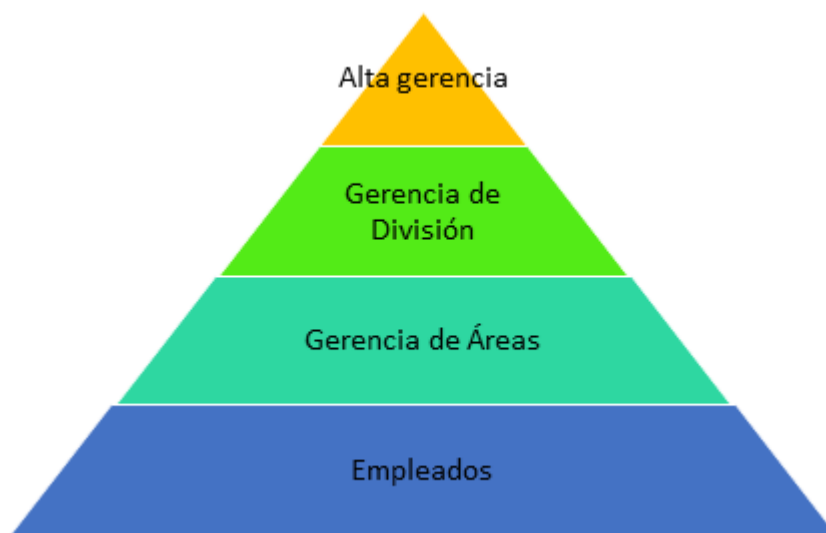 Alta gerencia
Gerencia de
División
Gerencia de Áreas
Empleados